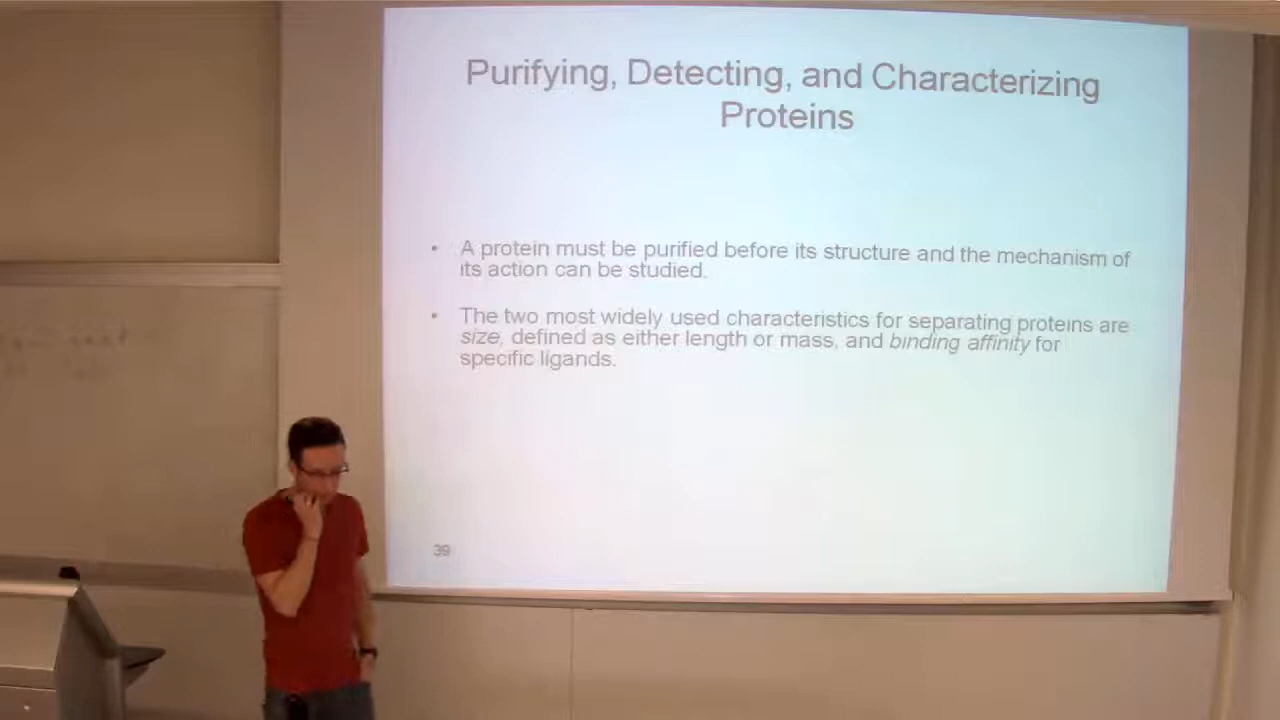 Purifying, Detecting, and Characterizing
Proteins
• A protein must be purified before its structure and the mechanism of
its action can be studied.
• The two most widely used characteristics for separating proteins are
size, defined as either length or mass, and binding affinity for
specific ligands.
39